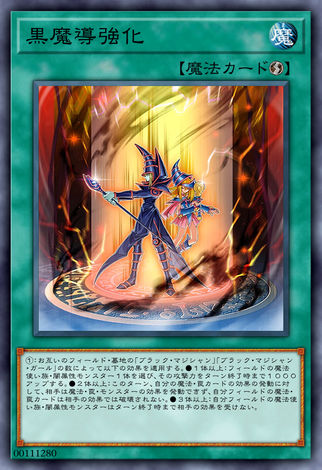 黒魔導強化
魔
【魔法カード】
①:お互いのフィールド・墓地の「ブラック・マジシャン」「ブラック・マジシャン
・ガール」の数によって以下の効果を適用する。●1体以上:フィールドの魔法
使い族・闇属性モンスター1体を選び、その攻撃力をターン終了時まで1000
アップする。●2体以上:このターン、自分の魔法・罠カードの効果の発動に対
して、相手は魔法・罠・モンスターの効果を発動できず、自分フィールドの魔法・
罠カードは相手の効果では破壊されない。●3体以上:自分フィールドの魔法
使い族・闇属性モンスターはターン終了時まで相手の効果を受けない。
00111280